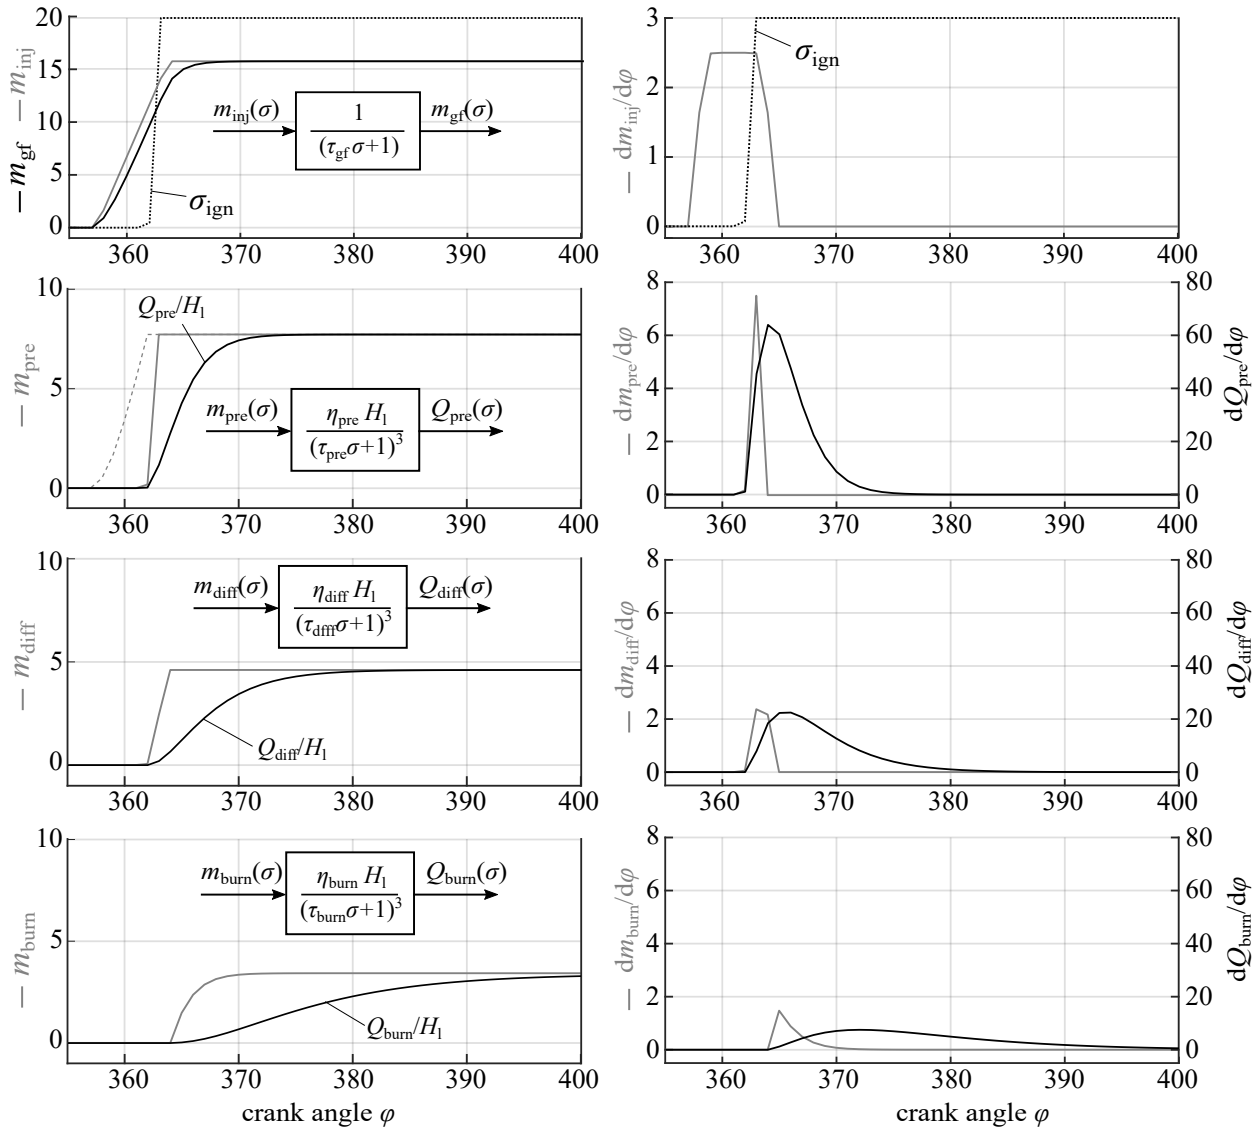 20
15
10
5
0
360
370
380
390
400
— m_gf — m_inj
m_inj(σ)
1
(τ_gf σ+1)
m_gf(σ)
σ_ign
3
2
1
0
360
370
380
390
400
— dm_inj/dφ
σ_ign
10
5
0
360
370
380
390
400
— m_pre
Q_pre/H_l
m_pre(σ)
η_pre H_l
(τ_pre σ+1)^3
Q_pre(σ)
8
6
4
2
0
80
60
40
20
0
360
370
380
390
400
— dm_pre/dφ
dQ_pre/dφ
10
5
0
360
370
380
390
400
— m_diff
m_diff(σ)
η_diff H_l
(τ_dfff σ+1)^3
Q_diff(σ)
Q_diff/H_l
8
6
4
2
0
80
60
40
20
0
360
370
380
390
400
— dm_diff/dφ
dQ_diff/dφ
10
5
0
360
370
380
390
400
— m_burn
m_burn(σ)
η_burn H_l
(τ_burn σ+1)^3
Q_burn(σ)
Q_burn/H_l
crank angle φ
8
6
4
2
0
80
60
40
20
0
360
370
380
390
400
— dm_burn/dφ
dQ_burn/dφ
crank angle φ